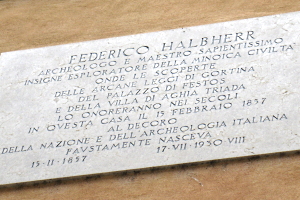 FEDERICO HALBHERR
ARCHEOLOGO E MAESTRO SAPIENTISSIMO
INSIGNE ESPLORATORE DELLA MINOICA CIVILTÀ
ONDE LE SCOPERTE
DELLE ARCANE LEGGI DI GORTINA
DEL PALAZZO DI FESTOS
E DELLA VILLA DI AGHIA TRIADA
LO ONORERANNO NEI SECOLI
IN QUESTA CASA IL 15 FEBBRAIO 1857
AL DECORO
DELLA NAZIONE E DELL'ARCHEOLOGIA ITALIANA
FAUSTAMENTE NASCEVA
15-II-1857 17-VII-1930-VIII